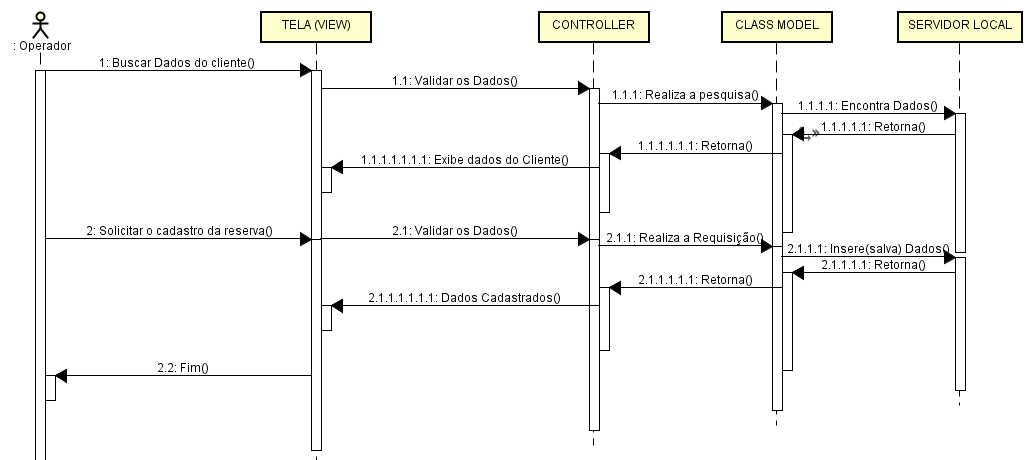 TELA (VIEW)
CONTROLLER
CLASS MODEL
SERVIDOR LOCAL
: Operador
1: Buscar Dados do cliente()
1.1: Validar os Dados()
1.1.1: Realiza a pesquisa()
1.1.1.1: Encontra Dados()
1.1.1.1.1: Retorna()
1.1.1.1.1.1: Retorna()
1.1.1.1.1.1.1: Exibe dados do Cliente()
2: Solicitar o cadastro da reserva()
2.1: Validar os Dados()
2.1.1: Realiza a Requisição()
2.1.1.1: Insere(salva) Dados()
2.1.1.1.1: Retorna()
2.1.1.1.1.1: Retorna()
2.1.1.1.1.1.1: Dados Cadastrados()
2.2: Fim()